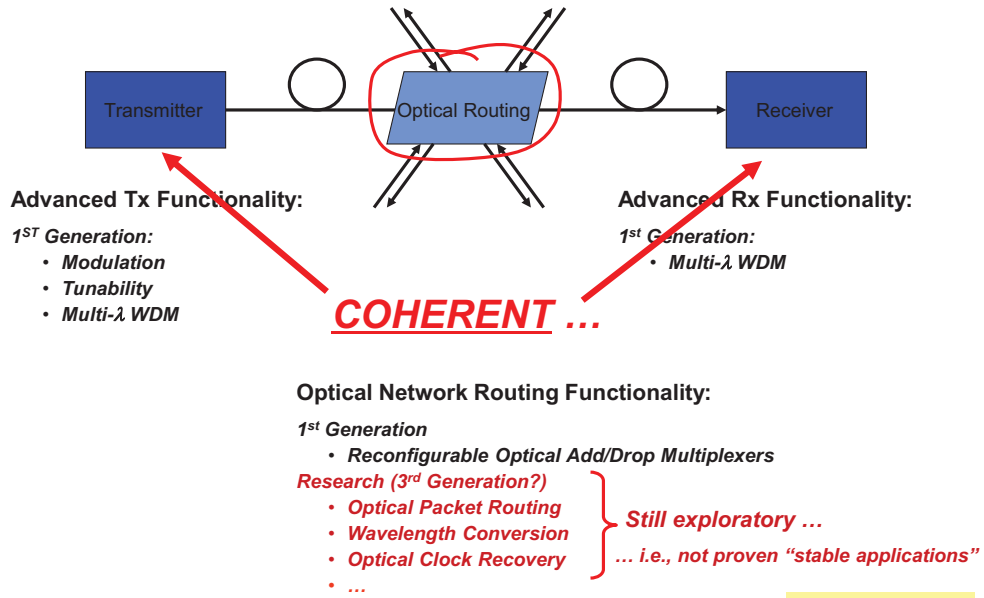 Transmitter
Optical Routing
Receiver
Advanced Tx Functionality:
1ST Generation:
• Modulation
• Tunability
• Multi-λ WDM
Advanced Rx Functionality:
1st Generation:
• Multi-λ WDM
COHERENT ...
Optical Network Routing Functionality:
1st Generation
• Reconfigurable Optical Add/Drop Multiplexers
Research (3rd Generation?)
• Optical Packet Routing
• Wavelength Conversion
• Optical Clock Recovery
• ...
Still exploratory ...
... i.e., not proven “stable applications”